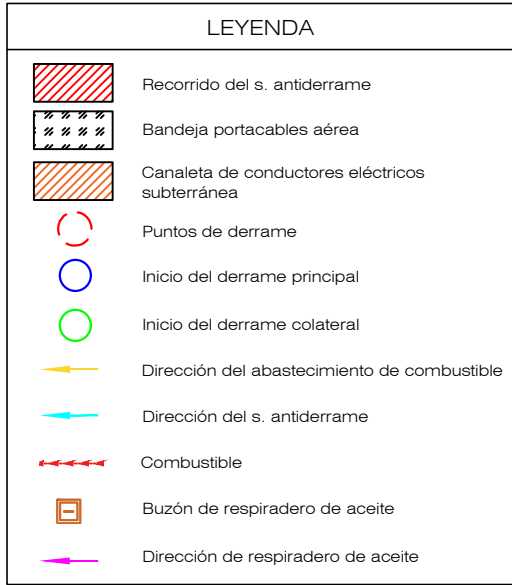 LEYENDA
Recorrido del s. antiderrame
Bandeja portacables aérea
Canaleta de conductores eléctricos
subterránea
Puntos de derrame
Inicio del derrame principal
Inicio del derrame colateral
Dirección del abastecimiento de combustible
Dirección del s. antiderrame
Combustible
Buzón de respiradero de aceite
Dirección de respiradero de aceite